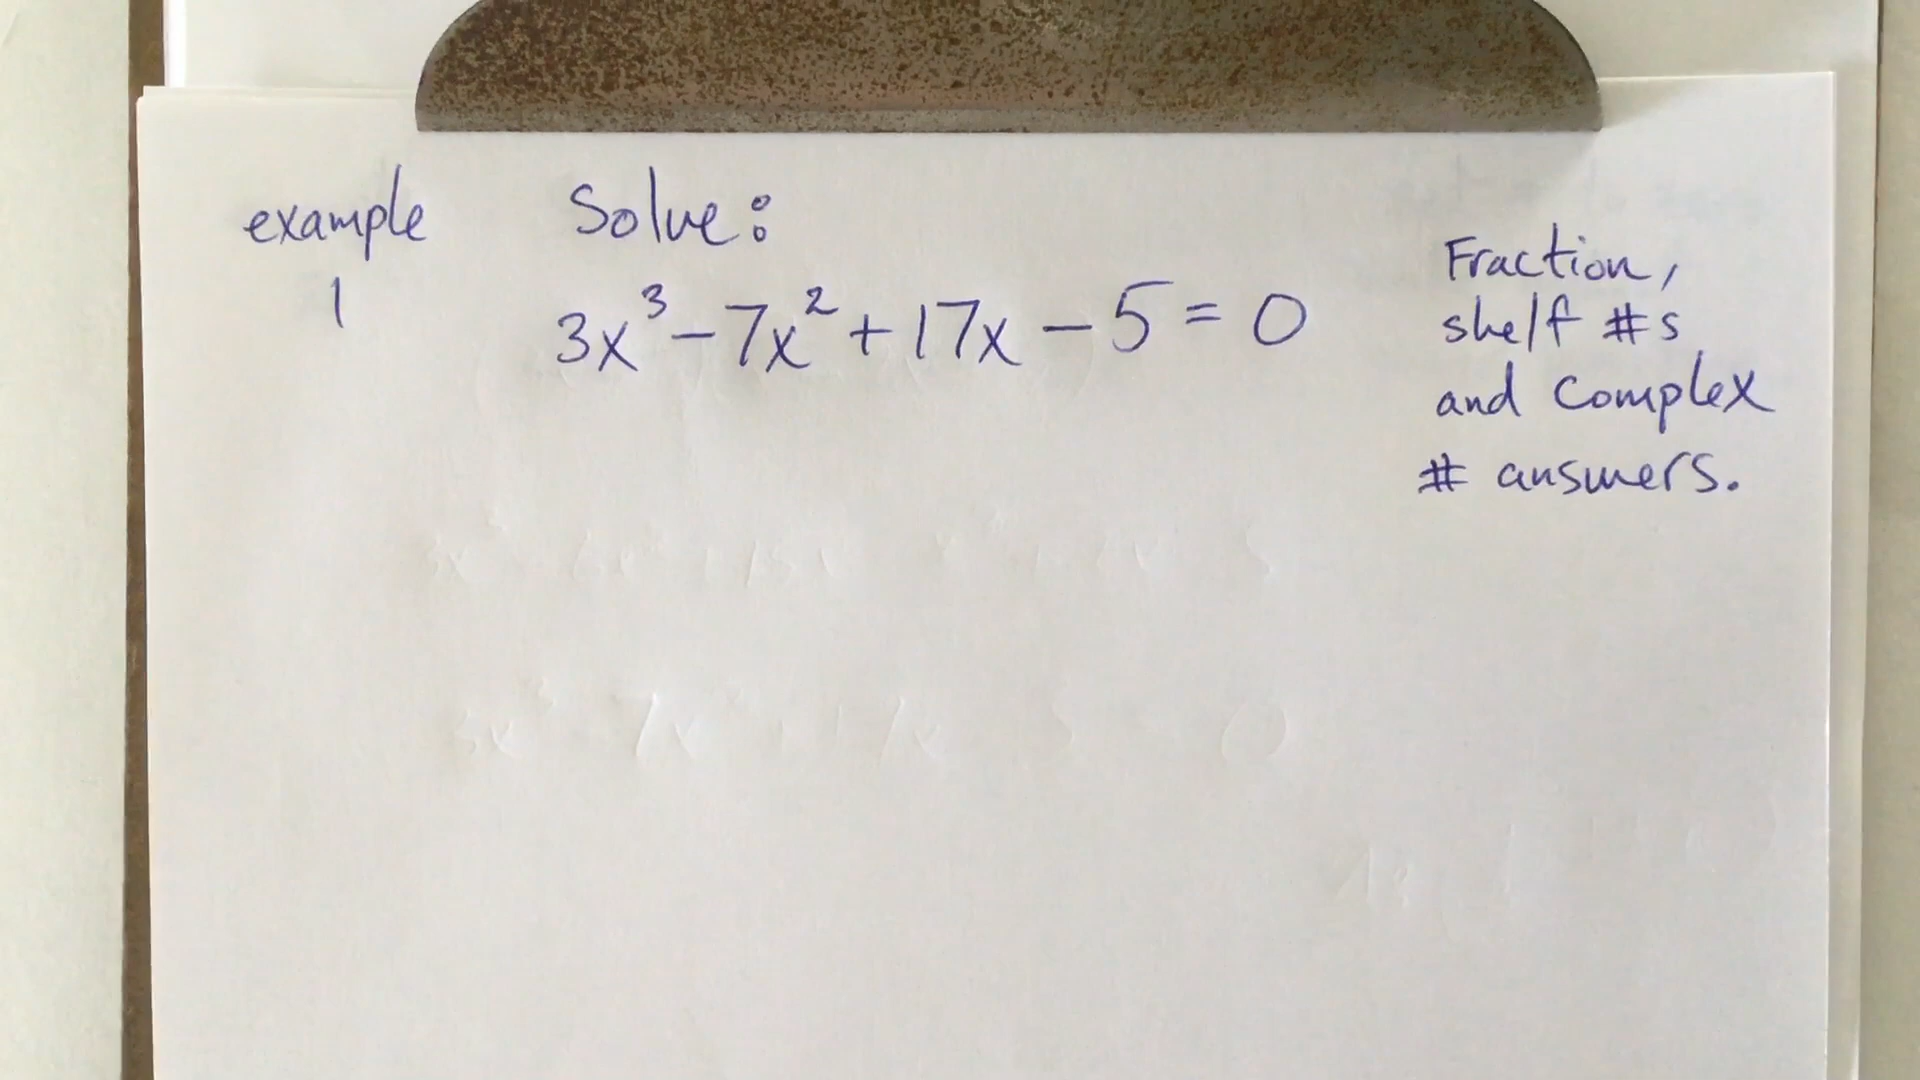 example
1
Solve:
3x³-7x²+17x-5=0
Fraction,
shelf #s
and Complex
# answers.